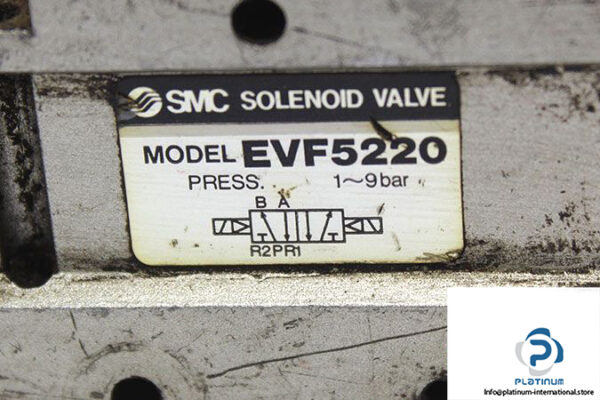 SMC SOLENOID VALVE
MODEL EVF5220
PRESS. 1~9bar
B A
R2PR1
PLATINUM
Info@platinum-international.store